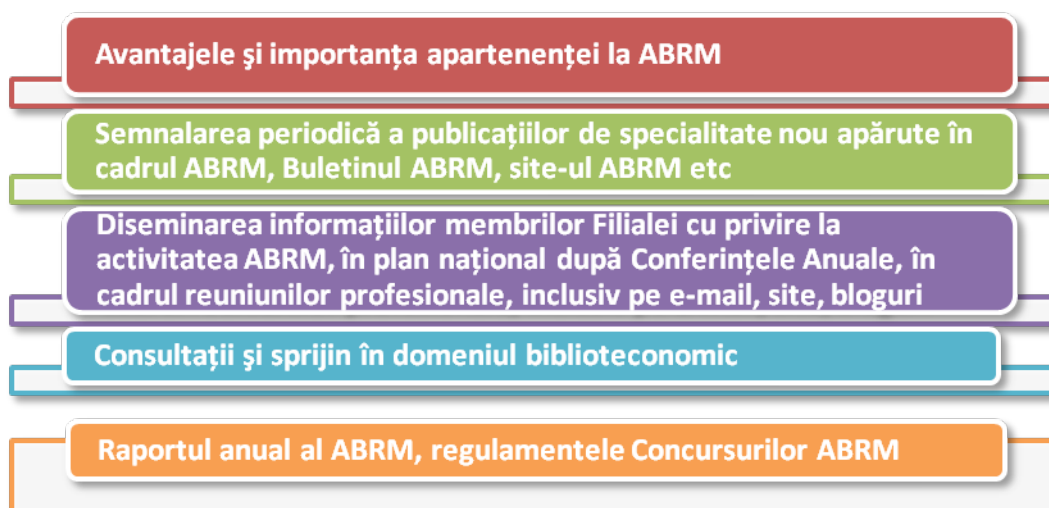 Avantajele şi importanța apartenenței la ABRM
Semnalarea periodică a publicațiilor de specialitate nou apărute în
cadrul ABRM, Buletinul ABRM, site-ul ABRM etc
Diseminarea informațiilor membrilor Filialei cu privire la
activitatea ABRM, în plan național după Conferințele Anuale, în
cadrul reuniunilor profesionale, inclusiv pe e-mail, site, bloguri
Consultații şi sprijin în domeniul biblioteconomic
Raportul anual al ABRM, regulamentele Concursurilor ABRM